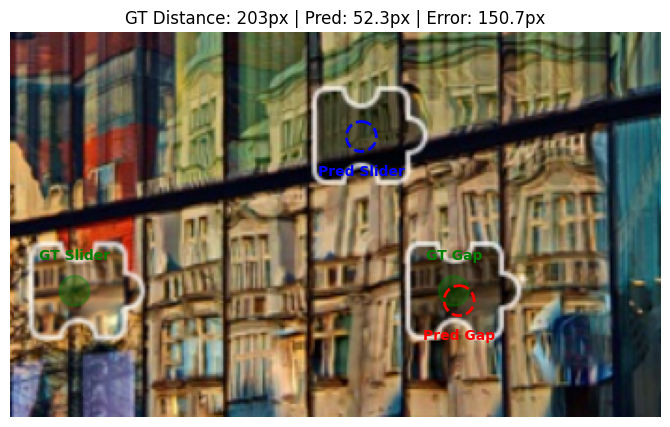 GT Distance: 203px | Pred: 52.3px | Error: 150.7px
Pred Slider
GT Slider
GT Gap
Pred Gap